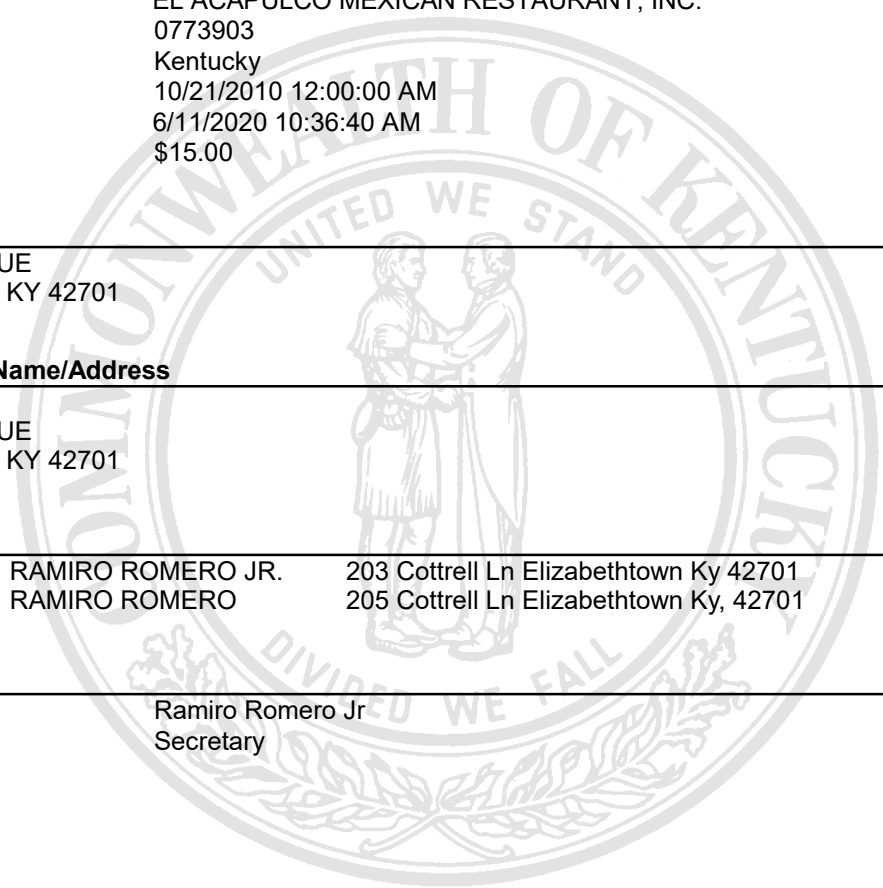 EL ACAPULCO MEXICAN RESTAURANT, INC.
0773903
Kentucky
10/21/2010 12:00:00 AM
6/11/2020 10:36:40 AM
$15.00
COMMONWEALTH OF KENTUCKY
UNITED WE STAND
UE
KY 42701
Name/Address
UE
KY 42701
RAMIRO ROMERO JR. 203 Cottrell Ln Elizabethtown Ky 42701
RAMIRO ROMERO 205 Cottrell Ln Elizabethtown Ky, 42701
DIVIDED WE FALL
Ramiro Romero Jr
Secretary